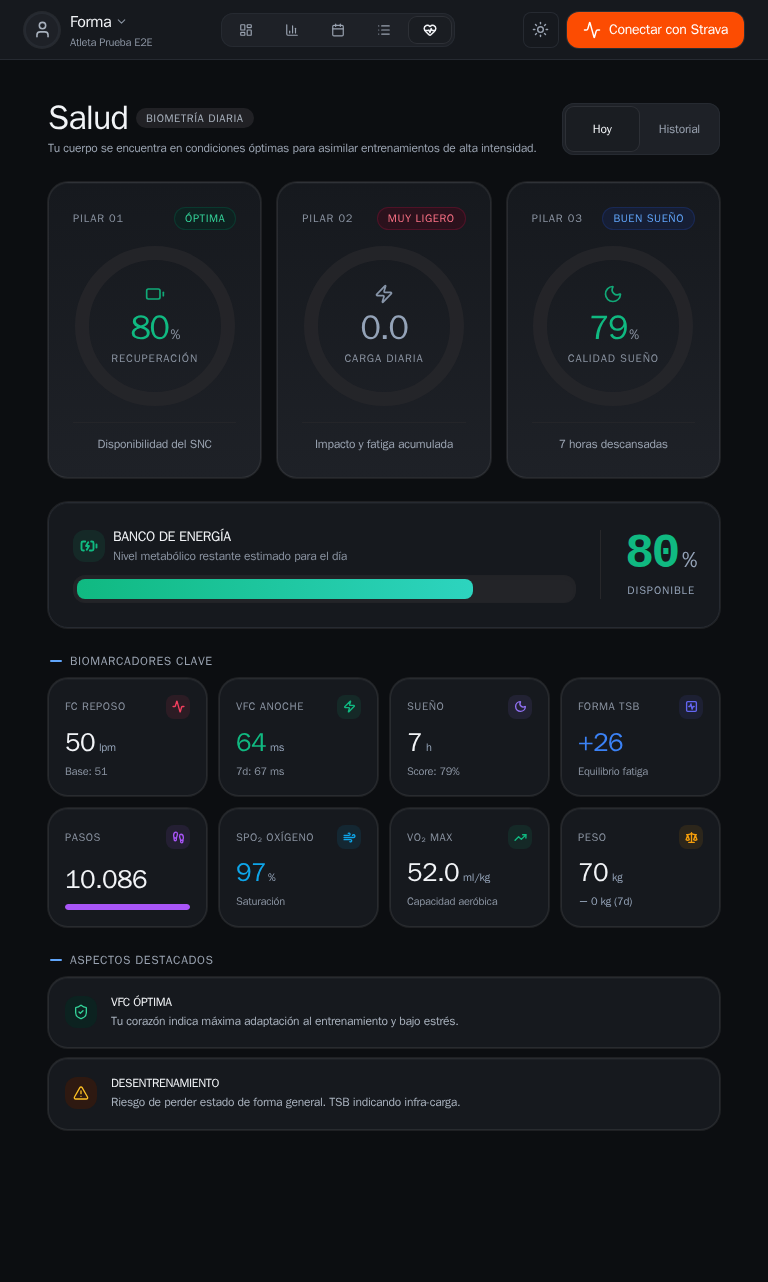 Forma
Atleta Prueba E2E
Conectar con Strava
Salud
BIOMETRÍA DIARIA
Tu cuerpo se encuentra en condiciones óptimas para asimilar entrenamientos de alta intensidad.
Hoy
Historial
PILAR 01
ÓPTIMA
80%
RECUPERACIÓN
Disponibilidad del SNC
PILAR 02
MUY LIGERO
0.0
CARGA DIARIA
Impacto y fatiga acumulada
PILAR 03
BUEN SUEÑO
79%
CALIDAD SUEÑO
7 horas descansadas
BANCO DE ENERGÍA
Nivel metabólico restante estimado para el día
80%
DISPONIBLE
BIOMARCADORES CLAVE
FC REPOSO
50 lpm
Base: 51
VFC ANOCHE
64 ms
7d: 67 ms
SUEÑO
7 h
Score: 79%
FORMA TSB
+26
Equilibrio fatiga
PASOS
10.086
SPO₂ OXÍGENO
97 %
Saturación
VO₂ MAX
52.0 ml/kg
Capacidad aeróbica
PESO
70 kg
— 0 kg (7d)
ASPECTOS DESTACADOS
VFC ÓPTIMA
Tu corazón indica máxima adaptación al entrenamiento y bajo estrés.
DESENTRENAMIENTO
Riesgo de perder estado de forma general. TSB indicando infra-carga.